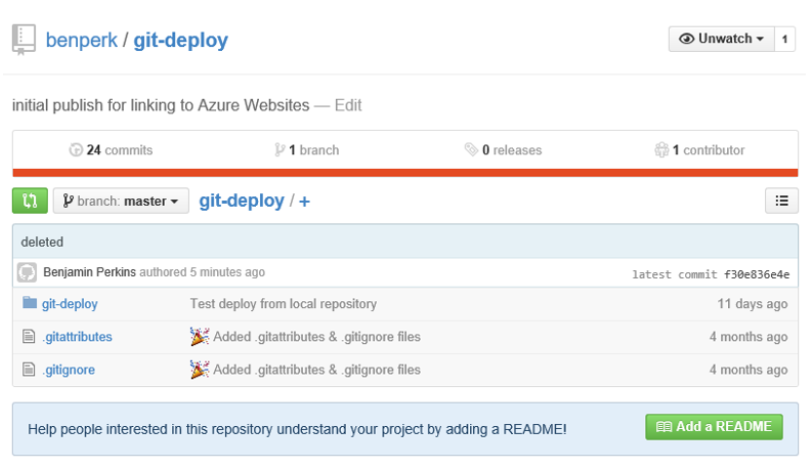 benperk / git-deploy
Unwatch 1
initial publish for linking to Azure Websites — Edit
24 commits 1 branch 0 releases 1 contributor
branch: master git-deploy / +
deleted
Benjamin Perkins authored 5 minutes ago latest commit f30e836e4e
git-deploy Test deploy from local repository 11 days ago
.gitattributes Added .gitattributes & .gitignore files 4 months ago
.gitignore Added .gitattributes & .gitignore files 4 months ago
Help people interested in this repository understand your project by adding a README! Add a README